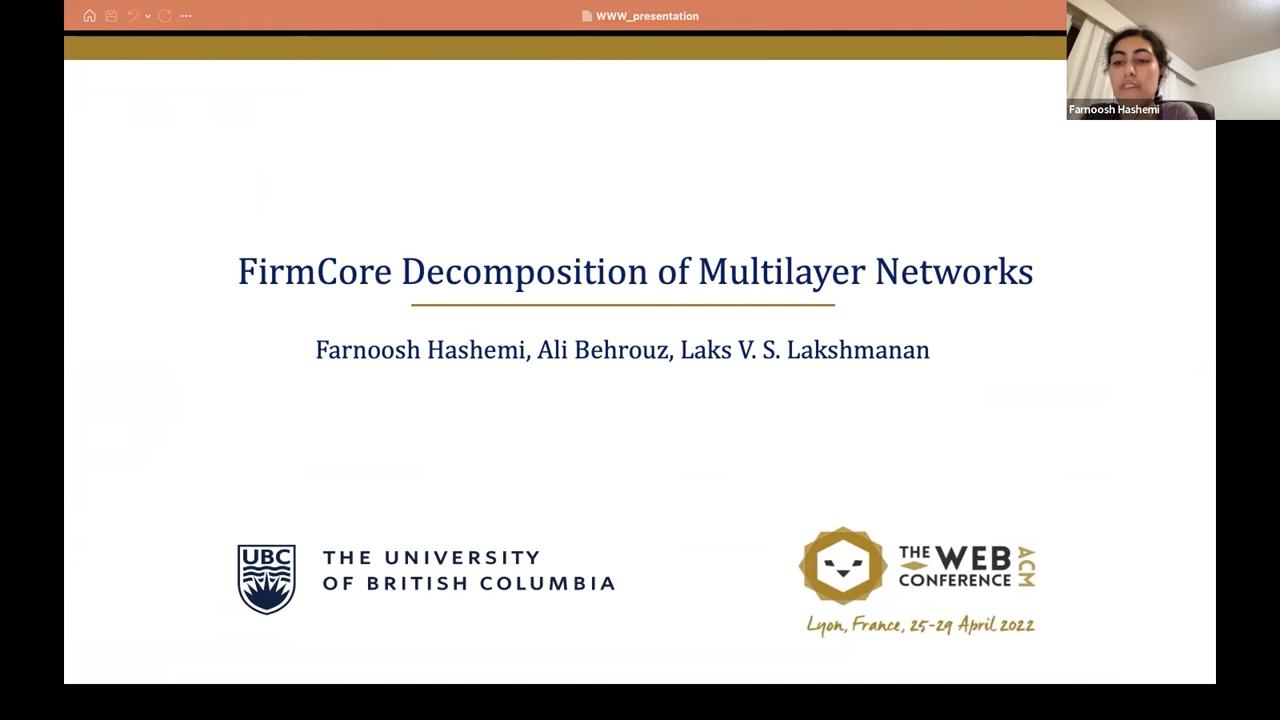 WWW_presentation
Farnoosh Hashemi
FirmCore Decomposition of Multilayer Networks
Farnoosh Hashemi, Ali Behrouz, Laks V. S. Lakshmanan
UBC
THE UNIVERSITY
OF BRITISH COLUMBIA
THE WEB
CONFERENCE
ACM
Lyon, France, 25-29 April 2022